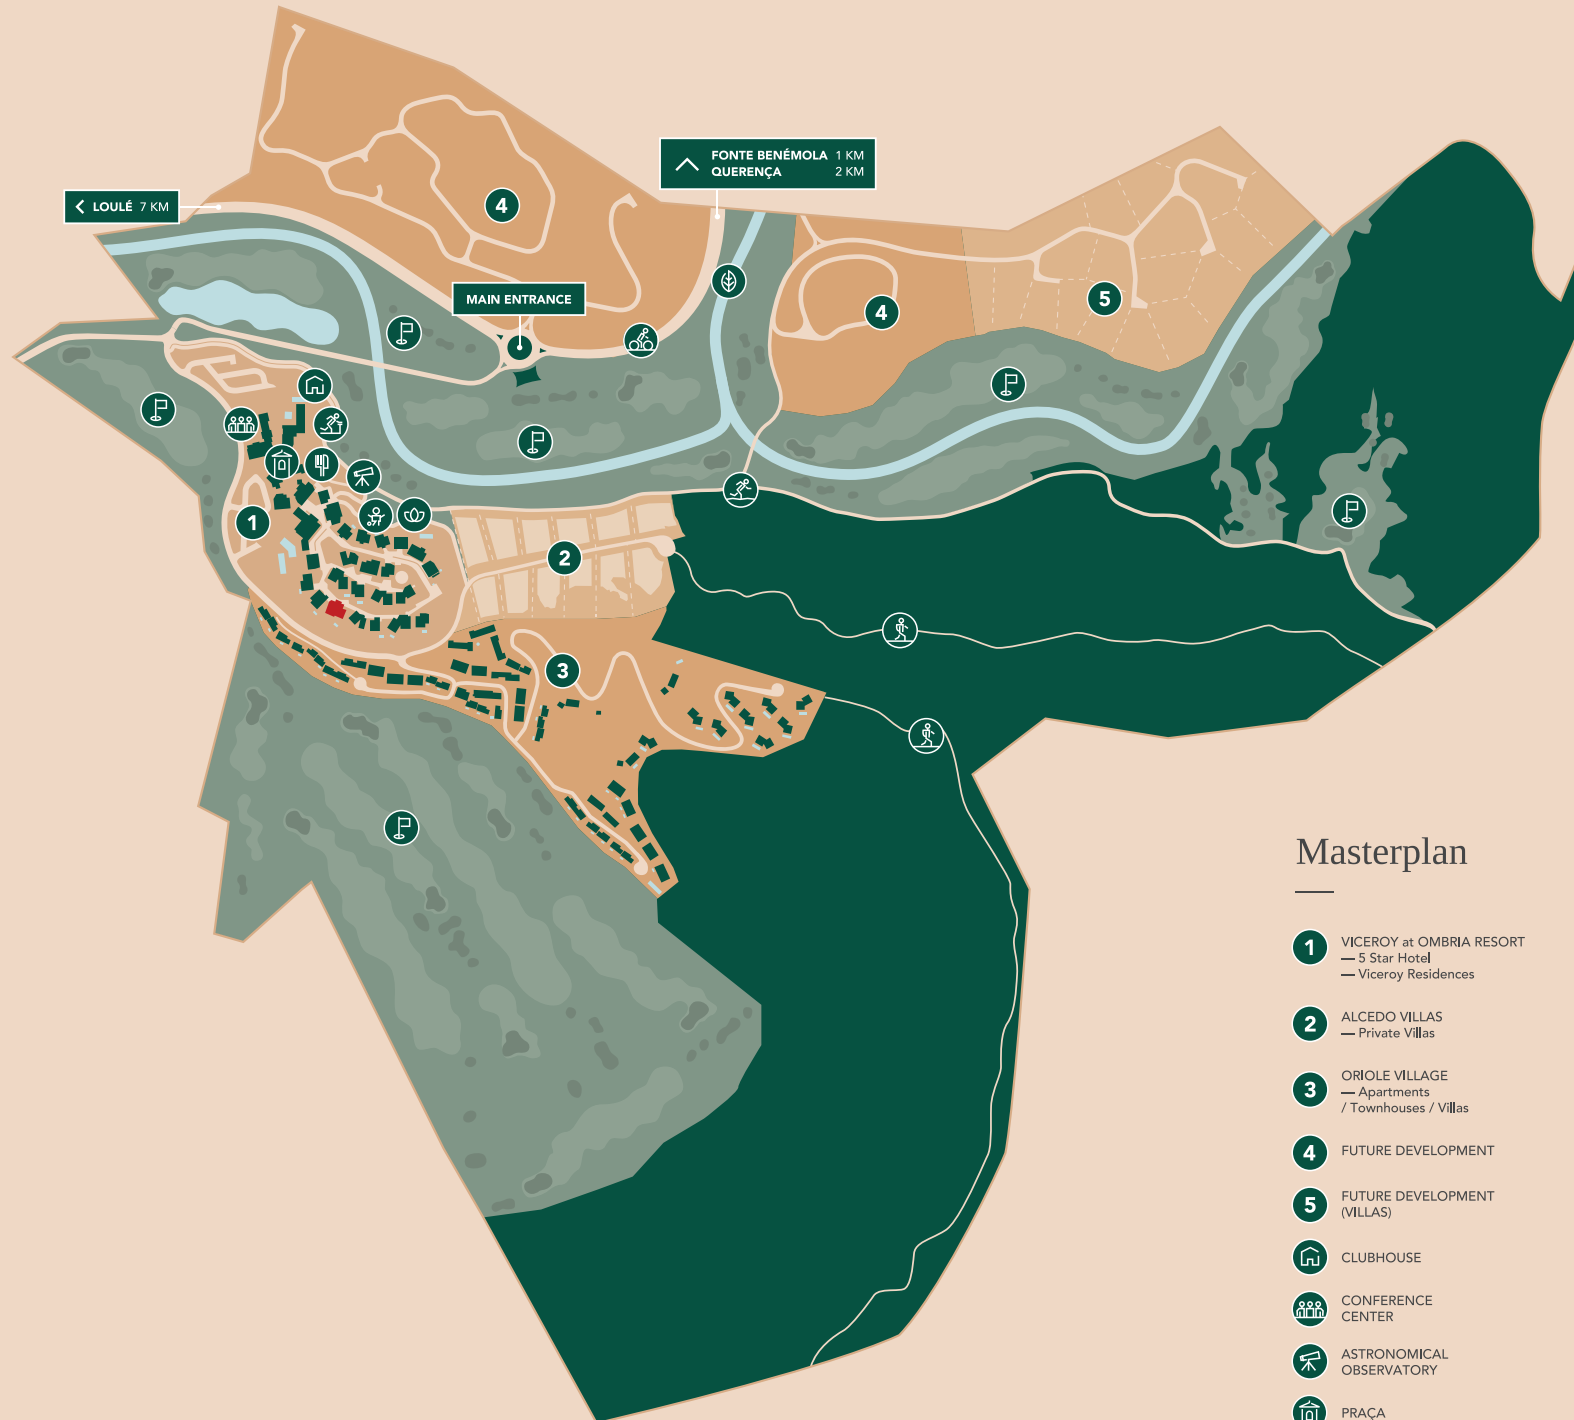 FONTE BENÉMOLA 1 KM
QUERENÇA 2 KM
LOULÉ 7 KM
4
MAIN ENTRANCE
4
5
1
2
3
Masterplan
1 VICEROY at OMBRIA RESORT
— 5 Star Hotel
— Viceroy Residences
2 ALCEDO VILLAS
— Private Villas
3 ORIOLE VILLAGE
— Apartments
/ Townhouses / Villas
4 FUTURE DEVELOPMENT
5 FUTURE DEVELOPMENT
(VILLAS)
CLUBHOUSE
CONFERENCE
CENTER
ASTRONOMICAL
OBSERVATORY
PRAÇA